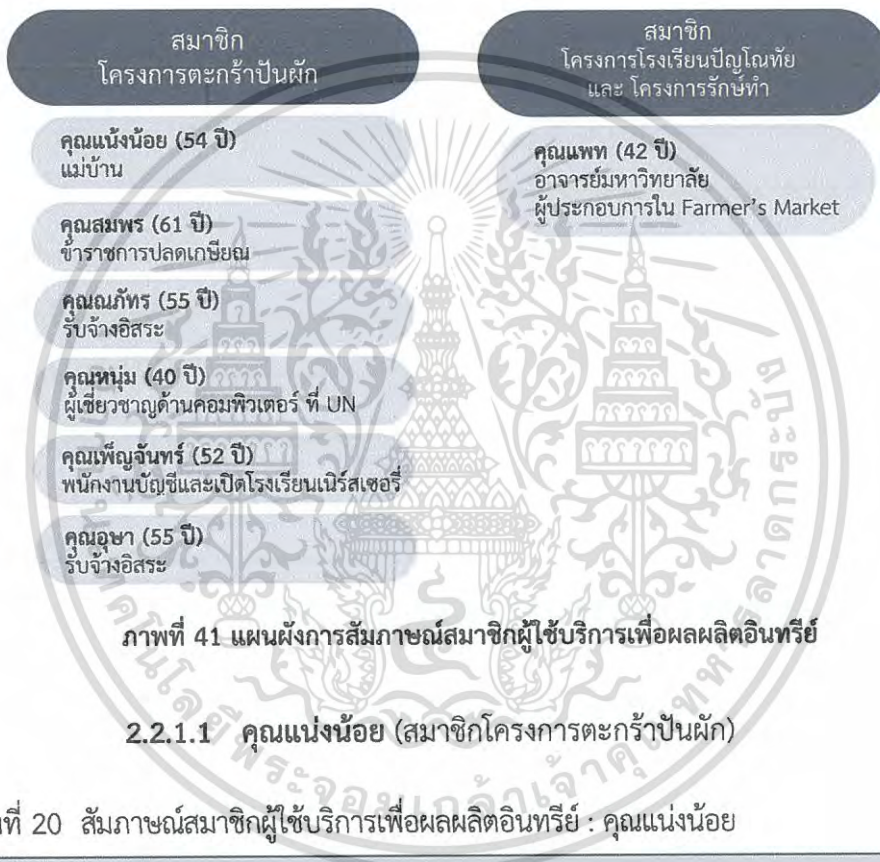 สมาชิก
โครงการตะกร้าปันผัก
คุณแน้งน้อย (54 ปี)
แม่บ้าน
คุณสมพร (61 ปี)
ข้าราชการปลดเกษียณ
คุณณภัทร (55 ปี)
รับจ้างอิสระ
คุณหนุ่ม (40 ปี)
ผู้เชี่ยวชาญด้านคอมพิวเตอร์ ที่ UN
คุณเพ็ญจันทร์ (52 ปี)
พนักงานบัญชีและเปิดโรงเรียนเนิร์สเซอรี่
คุณอุษา (55 ปี)
รับจ้างอิสระ
สมาชิก
โครงการโรงเรียนปัญโญทัย
และ โครงการรักษ์ทำ
คุณแพท (42 ปี)
อาจารย์มหาวิทยาลัย
ผู้ประกอบการใน Farmer's Market
ภาพที่ 41 แผนผังการสัมภาษณ์สมาชิกผู้ใช้บริการเพื่อผลผลิตอินทรีย์
2.2.1.1 คุณแน่งน้อย (สมาชิกโครงการตะกร้าปันผัก)
ที่ 20 สัมภาษณ์สมาชิกผู้ใช้บริการเพื่อผลผลิตอินทรีย์ : คุณแน่งน้อย